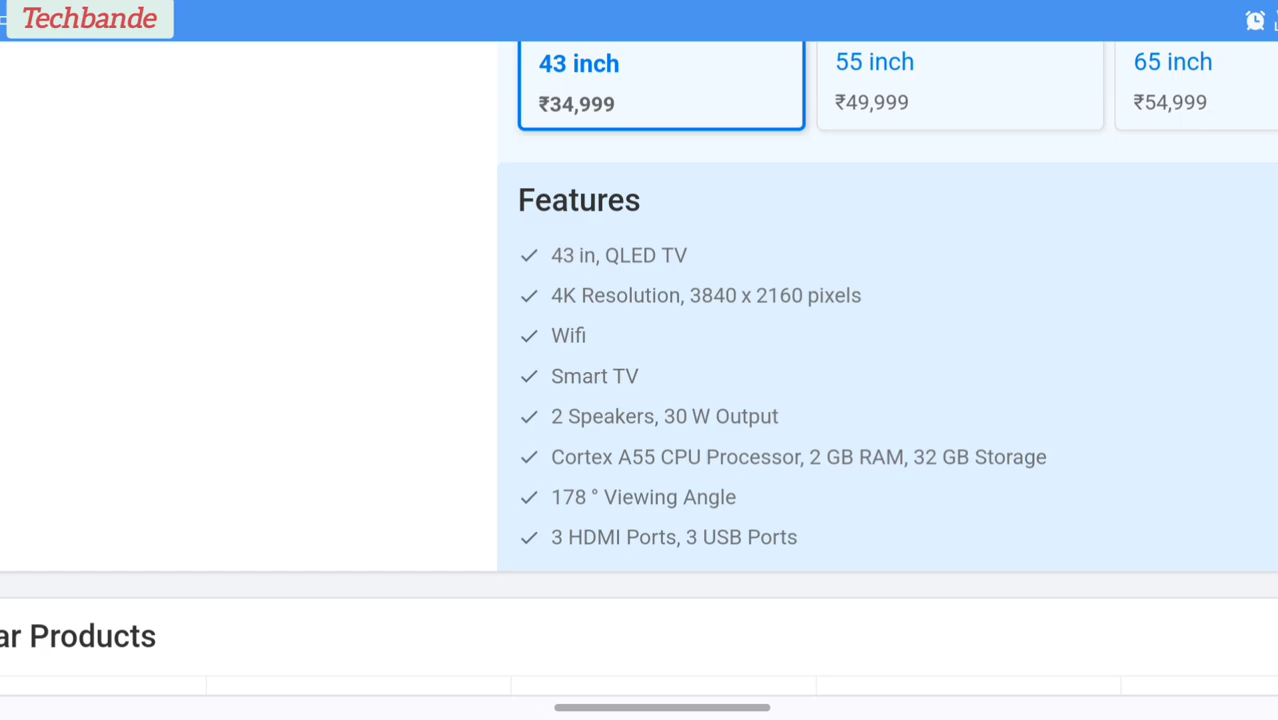 Techbande
43 inch
₹34,999
55 inch
₹49,999
65 inch
₹54,999
Features
43 in, QLED TV
4K Resolution, 3840 x 2160 pixels
Wifi
Smart TV
2 Speakers, 30 W Output
Cortex A55 CPU Processor, 2 GB RAM, 32 GB Storage
178 ° Viewing Angle
3 HDMI Ports, 3 USB Ports
ar Products